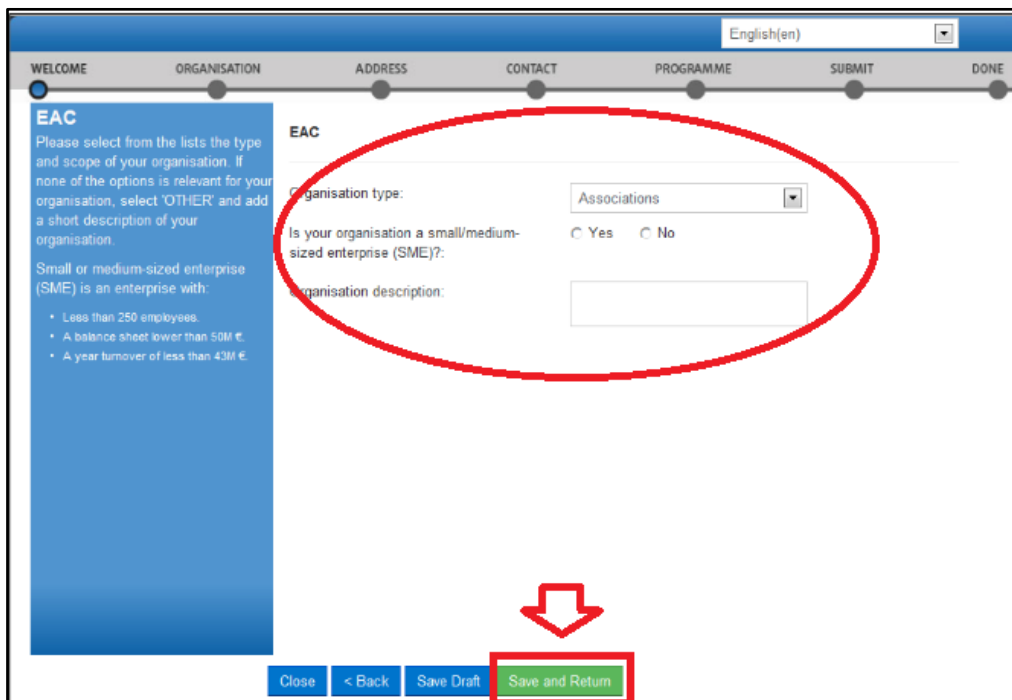 English(en)
WELCOME ORGANISATION ADDRESS CONTACT PROGRAMME SUBMIT DONE
EAC
Please select from the lists the type
and scope of your organisation. If
none of the options is relevant for your
organisation, select 'OTHER' and add
a short description of your
organisation.
Small or medium-sized enterprise
(SME) is an enterprise with:
• Less than 250 employees.
• A balance sheet lower than 50M €.
• A year turnover of less than 43M €.
EAC
Organisation type: Associations
Is your organisation a small/medium-
sized enterprise (SME)?: Yes No
Organisation description:
Close < Back Save Draft Save and Return